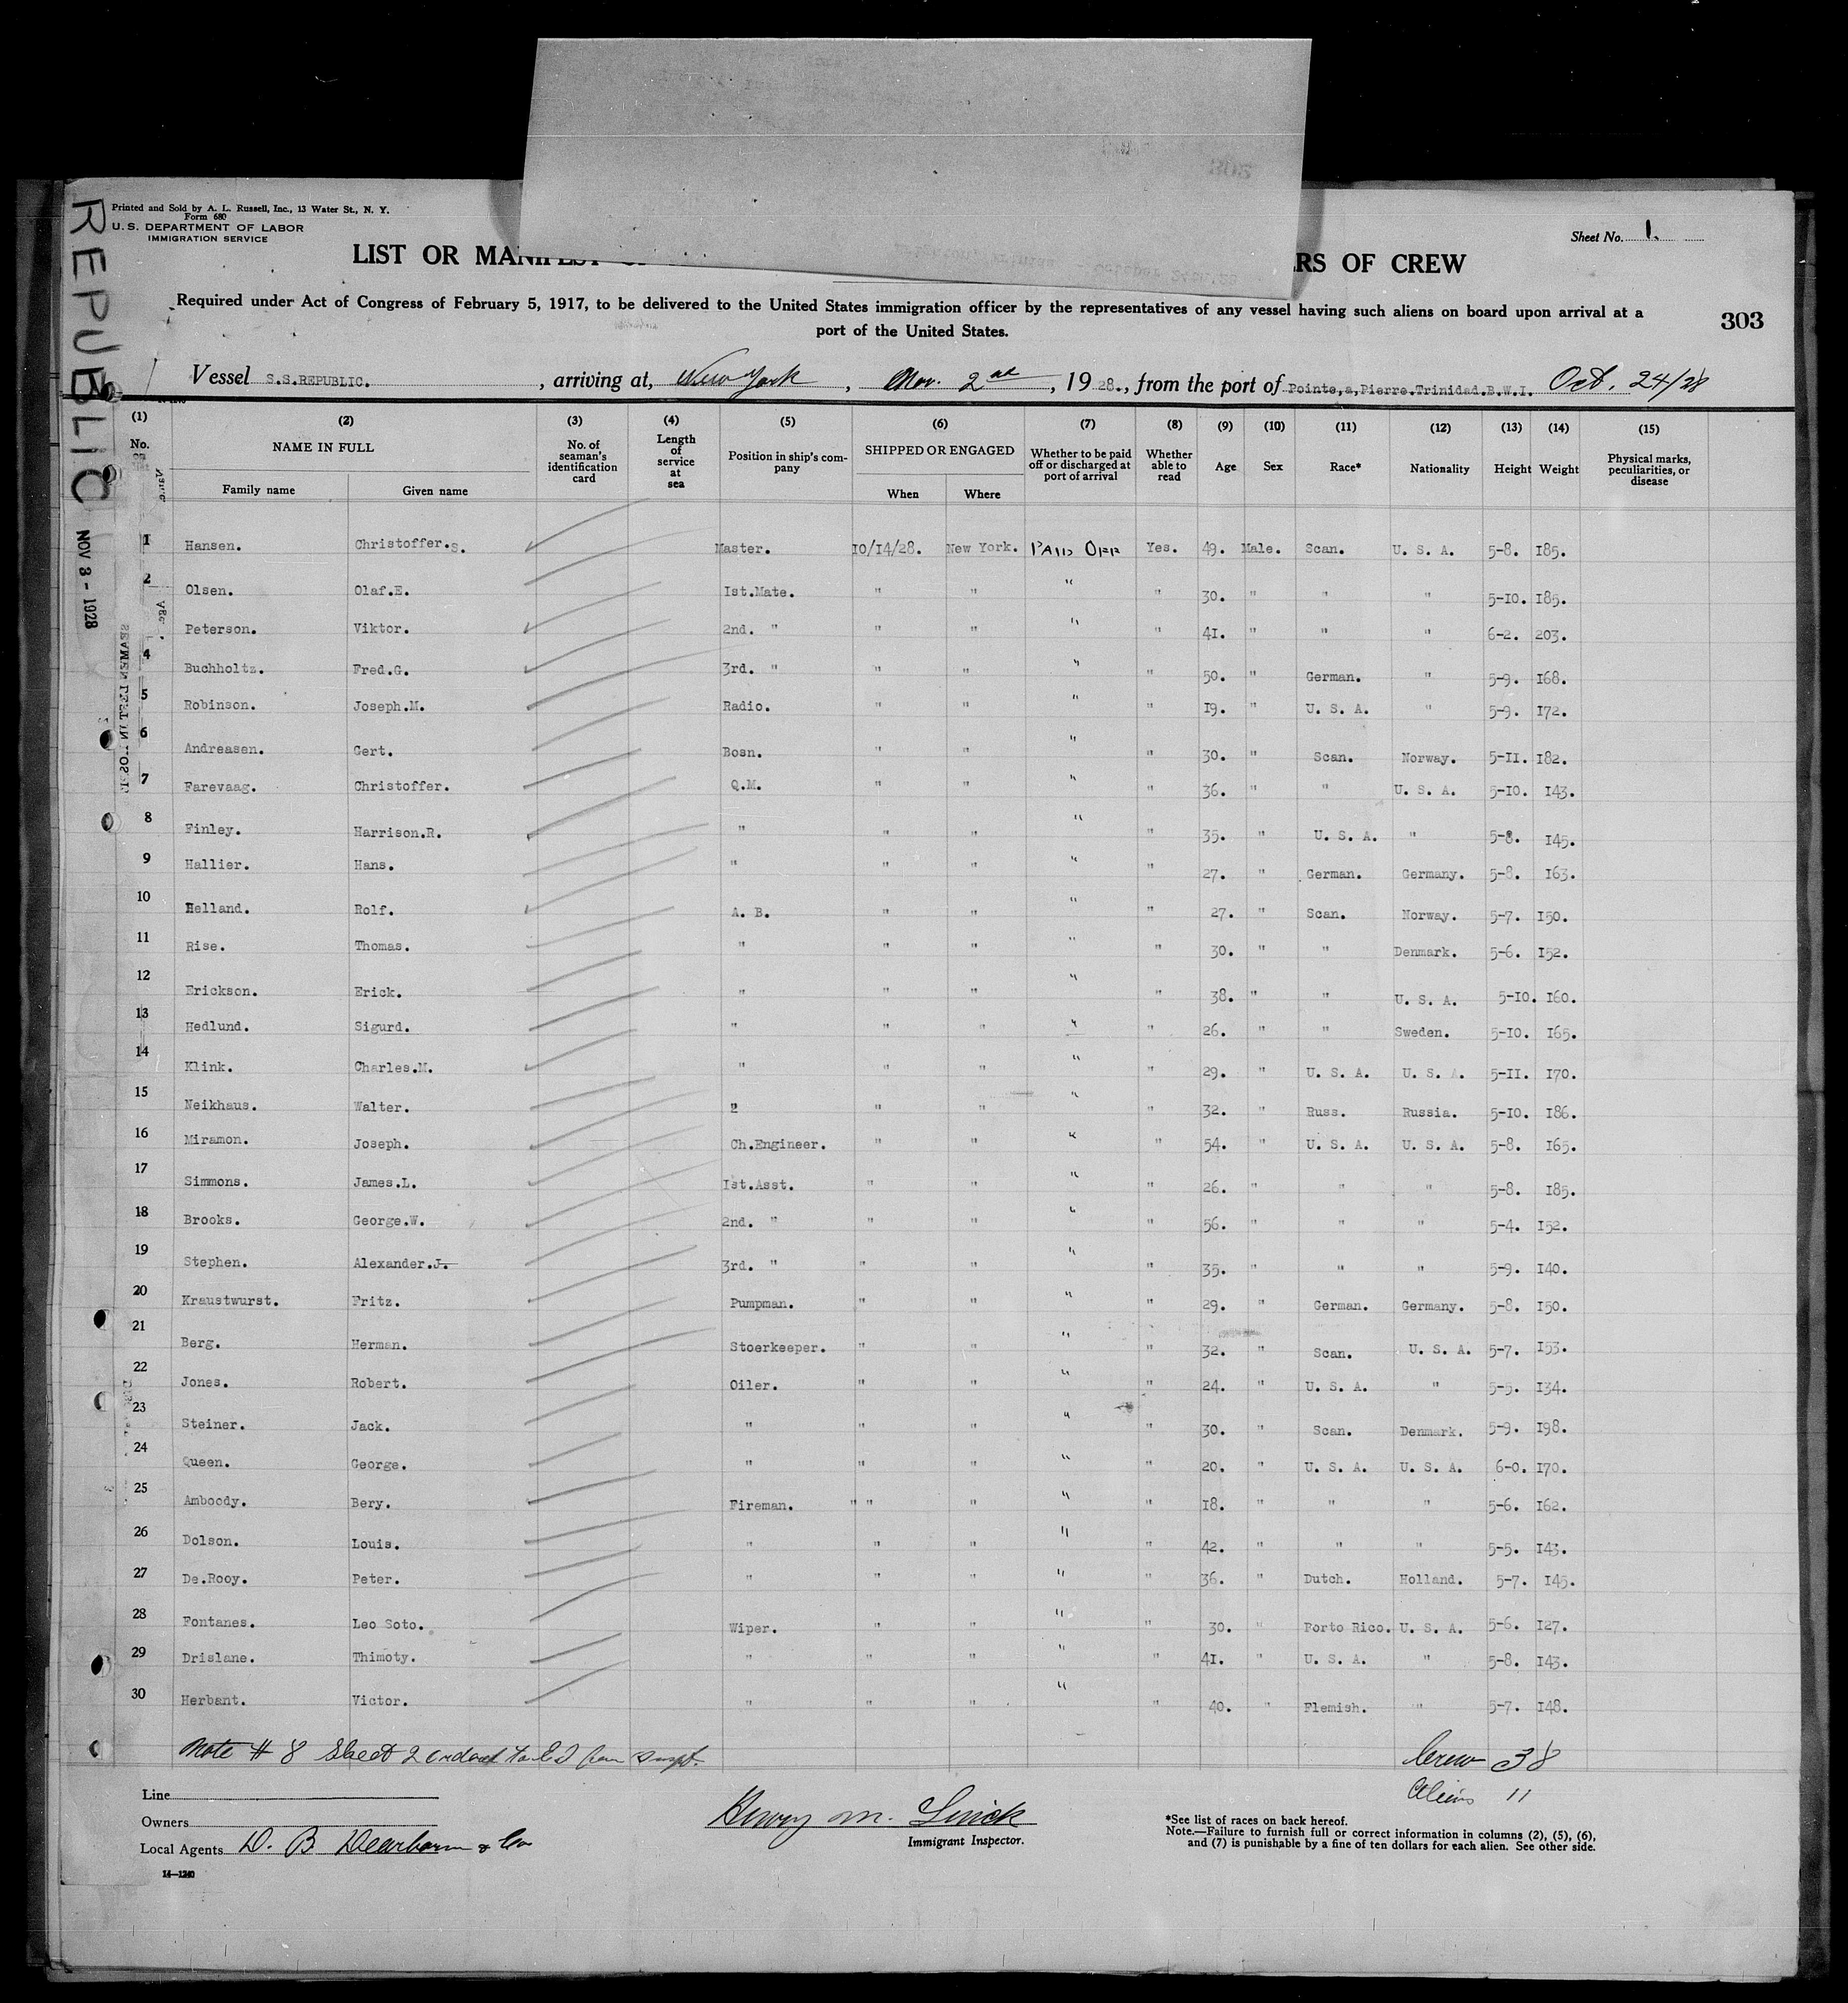 Printed and Sold by A. L. Russell, Inc., 13 Water St., N. Y.
Form 680
U. S. DEPARTMENT OF LABOR
IMMIGRATION SERVICE
REPUBLIC
NOV 8 - 1928
Sheet No. 1.
LIST OR MANIFEST ERS OF CREW
Required under Act of Congress of February 5, 1917, to be delivered to the United States immigration officer by the representatives of any vessel having such aliens on board upon arrival at a
port of the United States.
303
Vessel S.S.REPUBLIC. , arriving at, New York , Nov. 2nd , 1928., from the port of Pointe,a,Pierre.Trinidad.B.W.I. Oct. 24/28
(1) (2) (3) (4) (5) (6) (7) (8) (9) (10) (11) (12) (13) (14) (15)
No. NAME IN FULL Family name Given name No. of seaman's identification card Length of service at sea Position in ship's company SHIPPED OR ENGAGED When Where Whether to be paid off or discharged at port of arrival Whether able to read Age Sex Race* Nationality Height Weight Physical marks, peculiarities, or disease
1 Hansen. Christoffer.S. Master. 10/14/28. New York. PAID OFF Yes. 49. Male. Scan. U. S. A. 5-8. 185.
2 Olsen. Olaf.E. Ist.Mate. " " " " 30. " " " 5-10. 185.
Peterson. Viktor. 2nd. " " " " " 41. " " " 6-2. 203.
4 Buchholtz. Fred.G. 3rd. " " " " " 50. " German. " 5-9. 168.
5 Robinson. Joseph.M. Radio. " " " " 19. " U. S. A. " 5-9. 172.
6 Andreasen. Gert. Bosn. " " " " 30. " Scan. Norway. 5-11. 182.
7 Farevaag. Christoffer. Q.M. " " " " 36. " " U. S. A. 5-10. 143.
8 Finley. Harrison.R. " " " " " 35. " U. S. A. " 5-8. 145.
9 Hallier. Hans. " " " " " 27. " German. Germany. 5-8. 163.
10 Helland. Rolf. A. B. " " " " 27. " Scan. Norway. 5-7. 150.
11 Rise. Thomas. " " " " " 30. " " Denmark. 5-6. 152.
12 Erickson. Erick. " " " " " 38. " " U. S. A. 5-10. 160.
13 Hedlund. Sigurd. " " " " " 26. " " Sweden. 5-10. 165.
14 Klink. Charles.M. " " " " " 29. " U. S. A. U. S. A. 5-11. 170.
15 Neikhaus. Walter. " " " " " 32. " Russ. Russia. 5-10. 186.
16 Miramon. Joseph. Ch.Engineer. " " " " 54. " U. S. A. U. S. A. 5-8. 165.
17 Simmons. James.L. Ist.Asst. " " " " 26. " " " 5-8. 185.
18 Brooks. George.W. 2nd. " " " " " 56. " " " 5-4. 152.
19 Stephen. Alexander.J. 3rd. " " " " " 35. " " " 5-9. 140.
20 Kraustwurst. Fritz. Pumpman. " " " " 29. " German. Germany. 5-8. 150.
21 Berg. Herman. Stoerkeeper. " " " " 32. " Scan. U. S. A. 5-7. 153.
22 Jones. Robert. Oiler. " " " " 24. " U. S. A. " 5-5. 134.
23 Steiner. Jack. " " " " " 30. " Scan. Denmark. 5-9. 198.
24 Queen. George. " " " " " 20. " U. S. A. U. S. A. 6-0. 170.
25 Amboody. Bery. Fireman. " " " " " 18. " " " 5-6. 162.
26 Dolson. Louis. " " " " " 42. " " " 5-5. 143.
27 De.Rooy. Peter. " " " " " 36. " Dutch. Holland. 5-7. 145.
28 Fontanes. Leo Soto. Wiper. " " " " 30. " Porto Rico. U. S. A. 5-6. 127.
29 Drislane. Thimoty. " " " " " 41. " U. S. A. " 5-8. 143.
30 Herbant. Victor. " " " " " 40. " Flemish. " 5-7. 148.
Note # 8 Sheet 2
Crew 38
Aliens 11
Line
Owners
Local Agents D. B Dearborn & Co
Henry M. Linick
Immigrant Inspector.
*See list of races on back hereof.
Note.—Failure to furnish full or correct information in columns (2), (5), (6),
and (7) is punishable by a fine of ten dollars for each alien. See other side.
14—1240